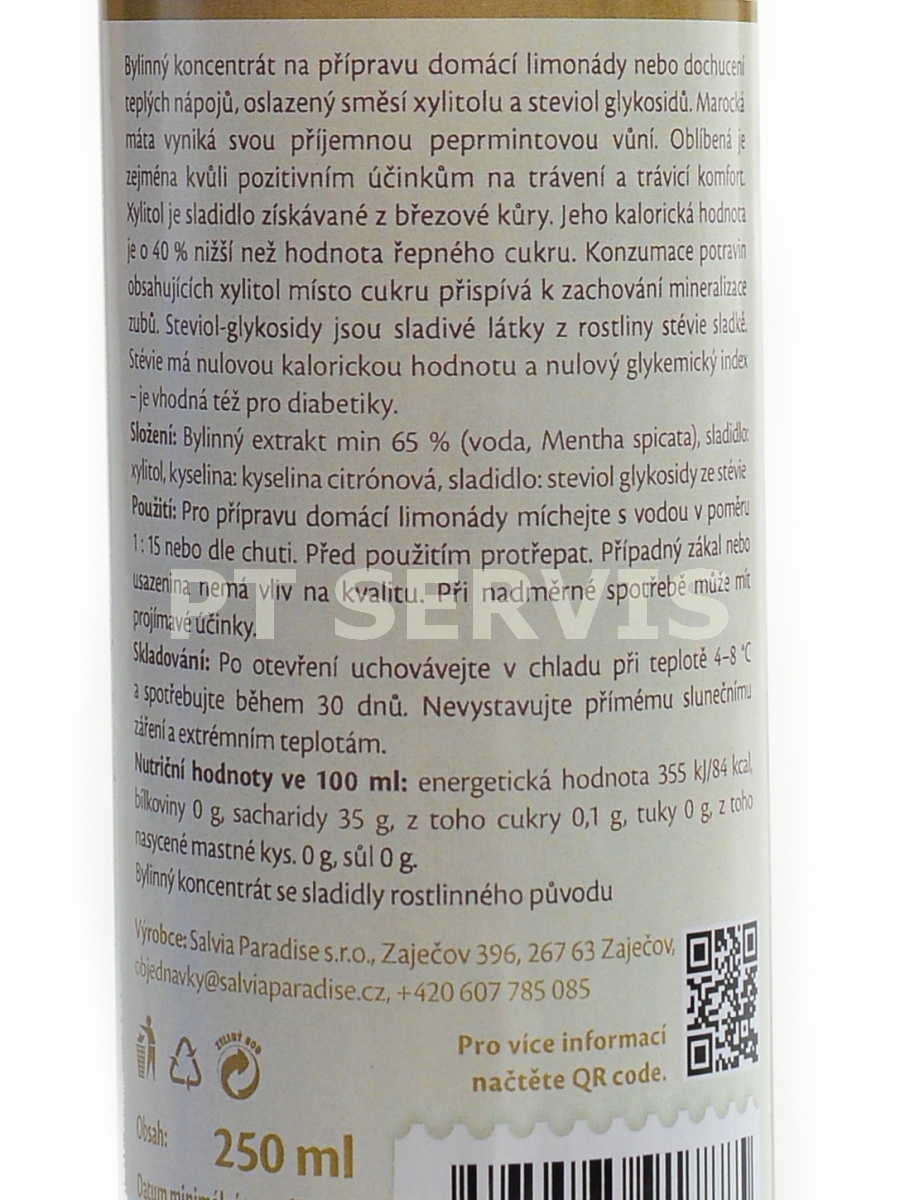 Bylinný koncentrát na přípravu domácí limonády nebo dochucení
teplých nápojů, oslazený směsí xylitolu a steviol glykosidů. Marocká
máta vyniká svou příjemnou peprmintovou vůní. Oblíbená je
zejména kvůli pozitivním účinkům na trávení a trávicí komfort.
Xylitol je sladidlo získávané z březové kůry. Jeho kalorická hodnota
je o 40 % nižší než hodnota řepného cukru. Konzumace potravin
obsahujících xylitol místo cukru přispívá k zachování mineralizace
zubů. Steviol-glykosidy jsou sladivé látky z rostliny stévie sladké.
Stévie má nulovou kalorickou hodnotu a nulový glykemický index
– je vhodná též pro diabetiky.
Složení: Bylinný extrakt min 65 % (voda, Mentha spicata), sladidlo:
xylitol, kyselina: kyselina citrónová, sladidlo: steviol glykosidy ze stévie
Použití: Pro přípravu domácí limonády míchejte s vodou v poměru
1 : 15 nebo dle chuti. Před použitím protřepat. Případný zákal nebo
usazenina nemá vliv na kvalitu. Při nadměrné spotřebě může mít
projímavé účinky.
PT SERVIS
Skladování: Po otevření uchovávejte v chladu při teplotě 4–8 °C
a spotřebujte během 30 dnů. Nevystavujte přímému slunečnímu
záření a extrémním teplotám.
Nutriční hodnoty ve 100 ml: energetická hodnota 355 kJ/84 kcal,
bílkoviny 0 g, sacharidy 35 g, z toho cukry 0,1 g, tuky 0 g, z toho
nasycené mastné kys. 0 g, sůl 0 g.
Bylinný koncentrát se sladidly rostlinného původu
Výrobce: Salvia Paradise s.r.o., Zaječov 396, 267 63 Zaječov,
objednavky@salviaparadise.cz, +420 607 785 085
ZELENÝ BOD
Pro více informací
načtěte QR code.
Obsah:
250 ml
Datum